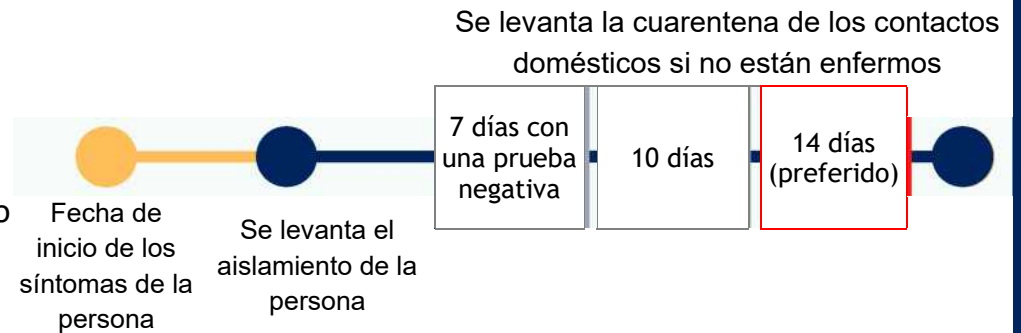 Se levanta la cuarentena de los contactos
domésticos si no están enfermos
7 días con
una prueba
negativa
10 días
14 días
(preferido)
Fecha de
inicio de los
síntomas de la
persona
Se levanta el
aislamiento de la
persona